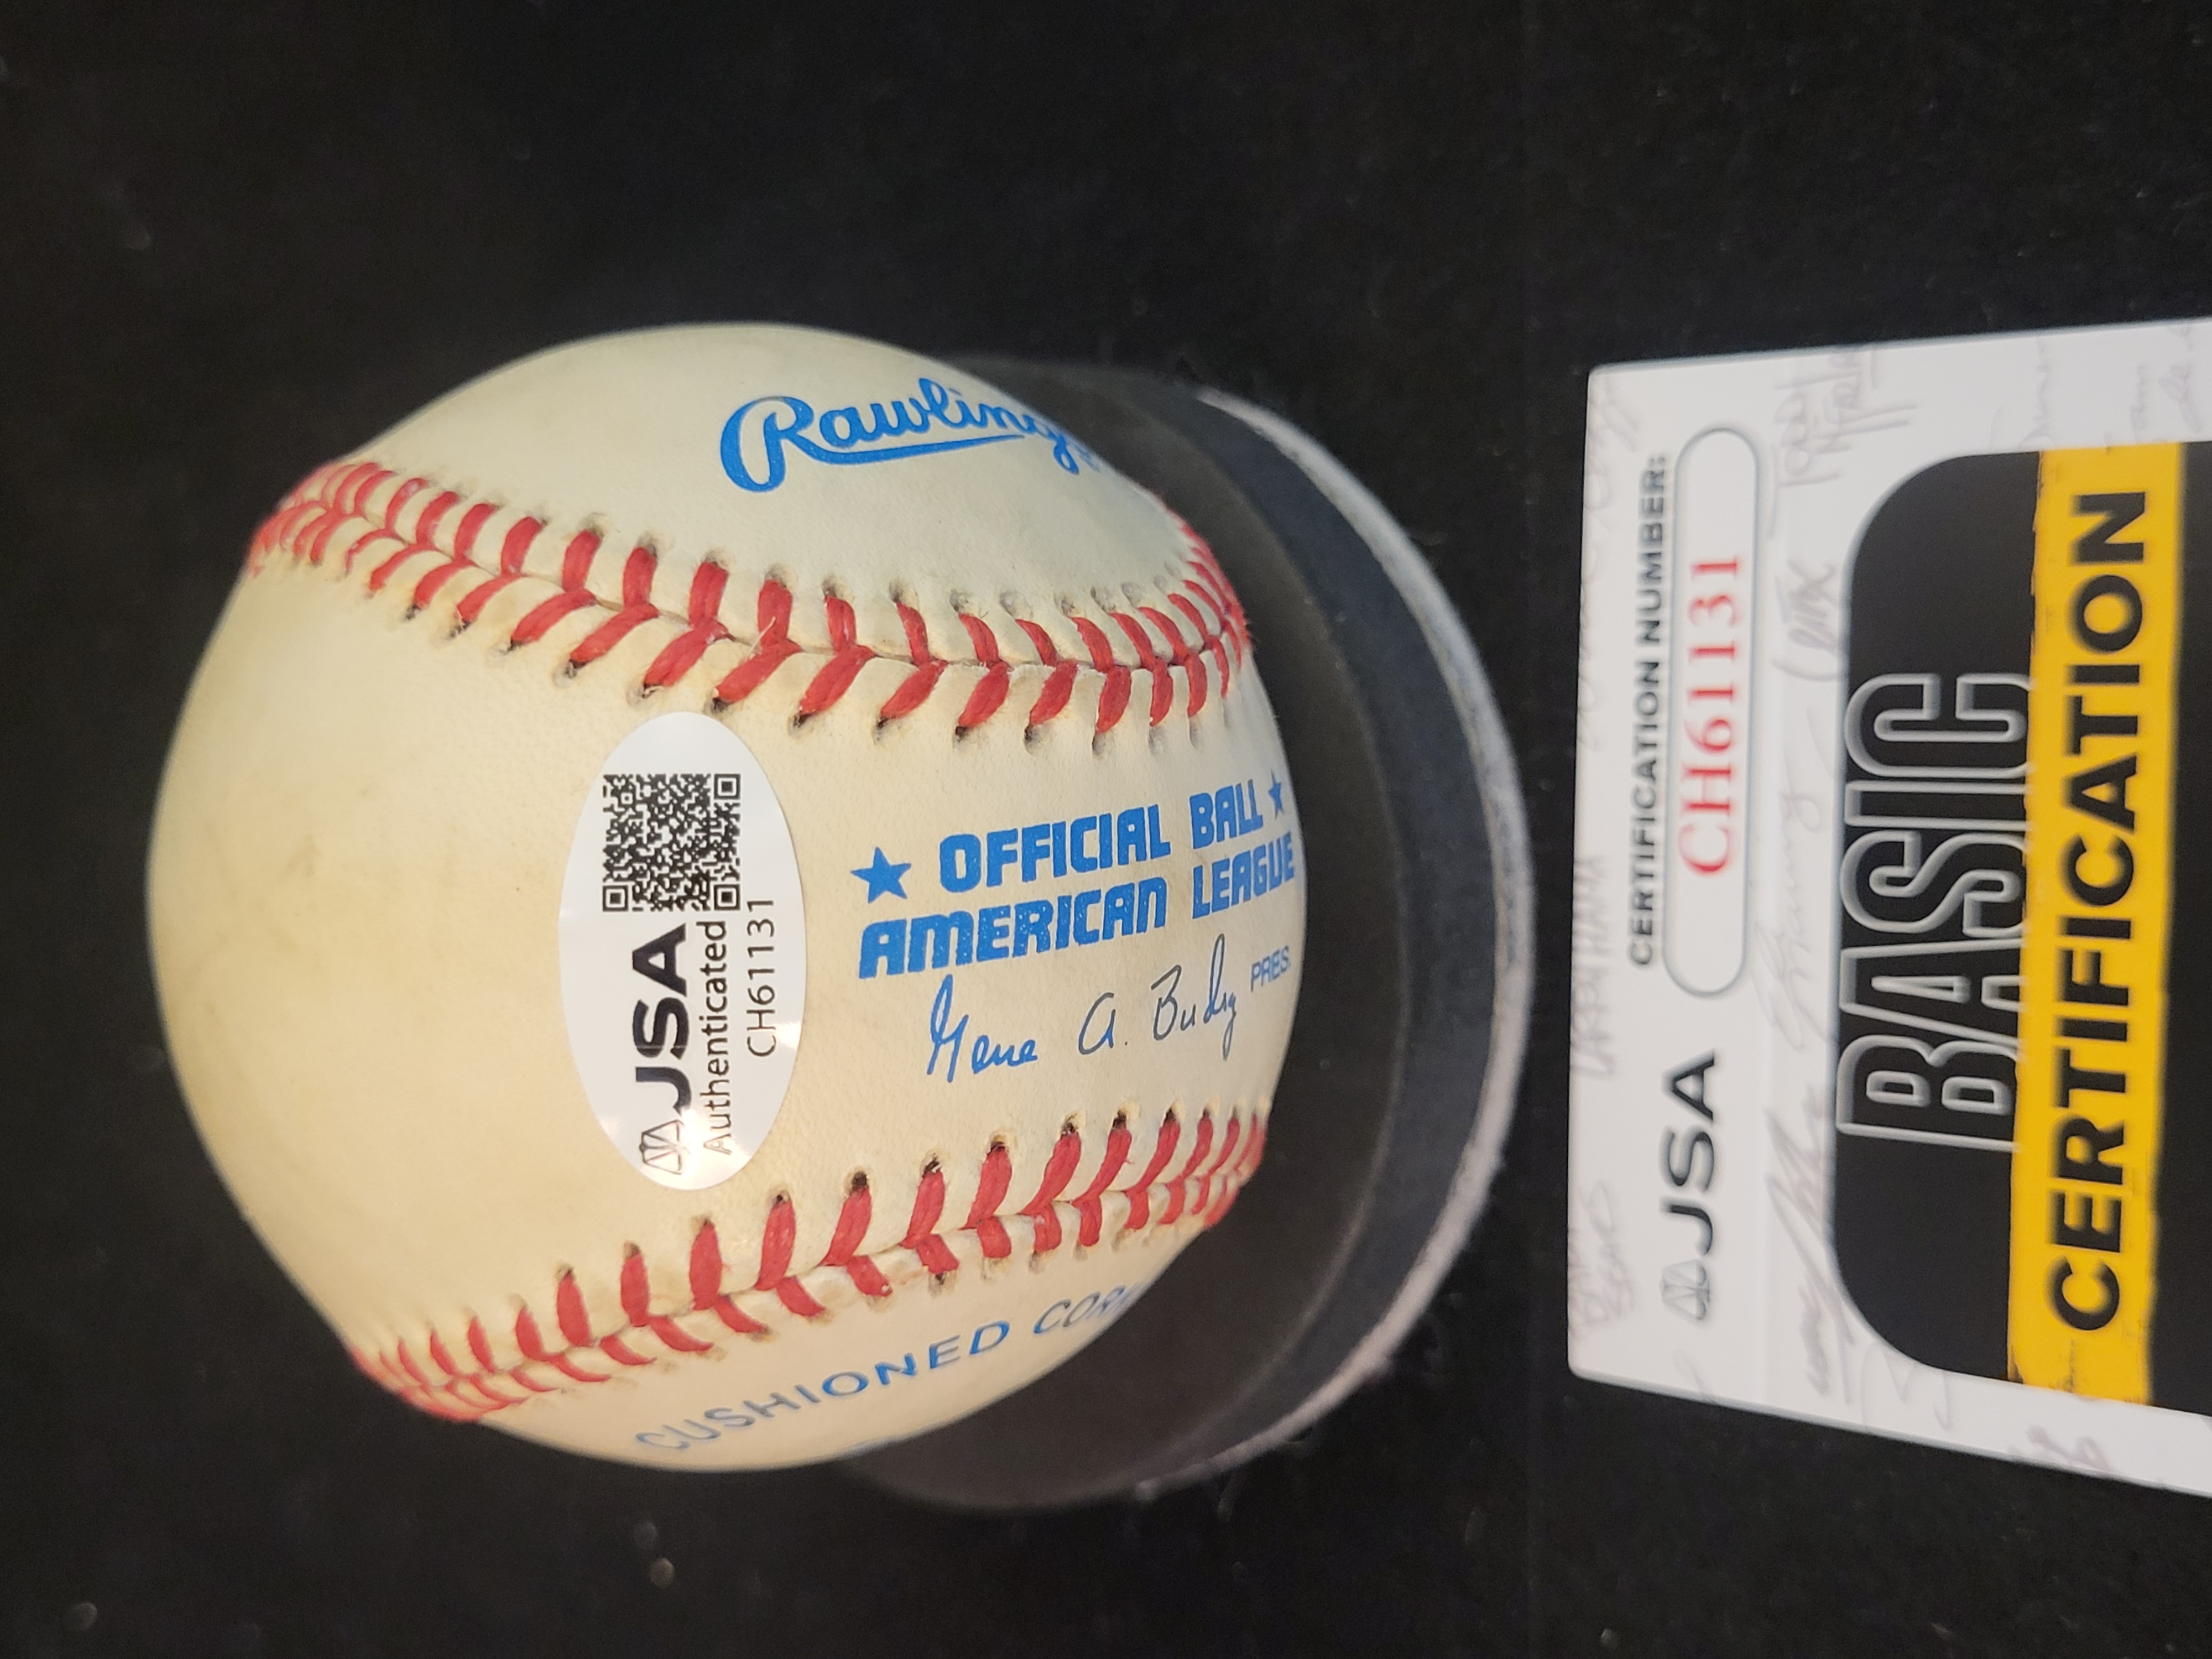 Rawlings
JSA
Authenticated
CH61131
★ OFFICIAL BALL ★
AMERICAN LEAGUE
Gene A. Budig PRES.
CUSHIONED COR
JSA
CERTIFICATION NUMBER:
CH61131
BASIC
CERTIFICATION